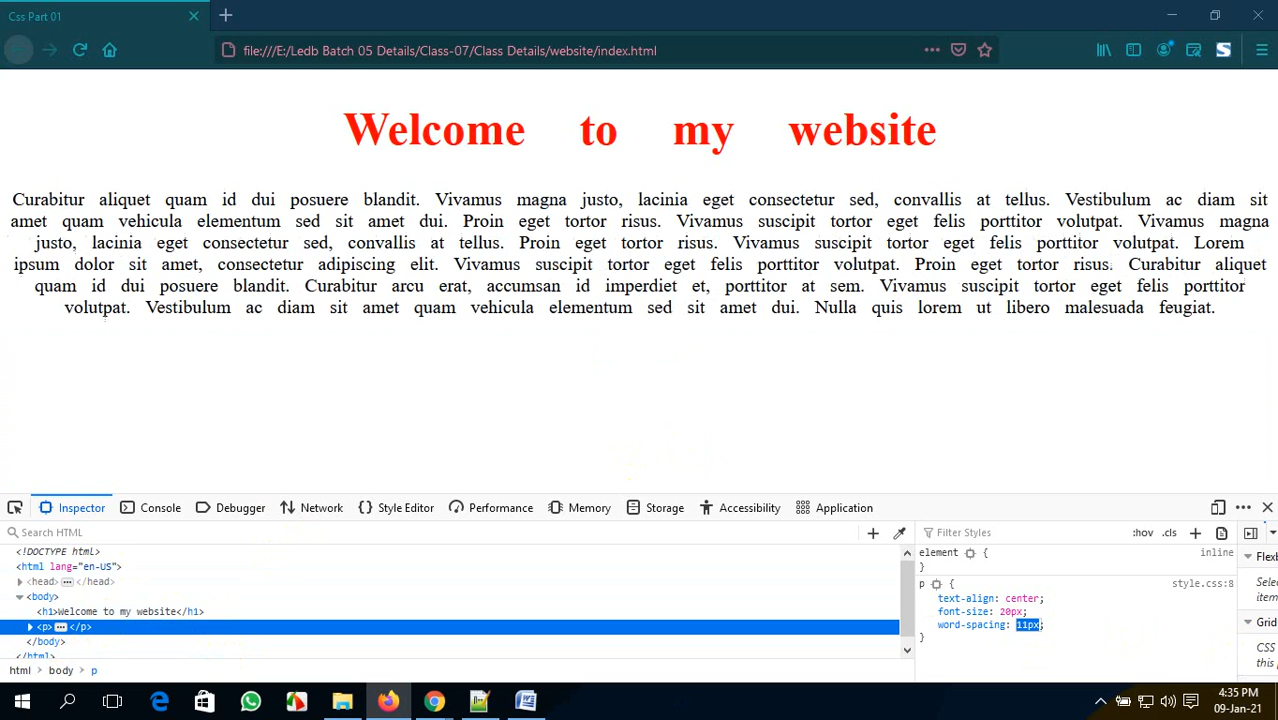 Css Part 01
file:///E:/Ledb Batch 05 Details/Class-07/Class Details/website/index.html
Welcome to my website
Curabitur aliquet quam id dui posuere blandit. Vivamus magna justo, lacinia eget consectetur sed, convallis at tellus. Vestibulum ac diam sit
amet quam vehicula elementum sed sit amet dui. Proin eget tortor risus. Vivamus suscipit tortor eget felis porttitor volutpat. Vivamus magna
justo, lacinia eget consectetur sed, convallis at tellus. Proin eget tortor risus. Vivamus suscipit tortor eget felis porttitor volutpat. Lorem
ipsum dolor sit amet, consectetur adipiscing elit. Vivamus suscipit tortor eget felis porttitor volutpat. Proin eget tortor risus. Curabitur aliquet
quam id dui posuere blandit. Curabitur arcu erat, accumsan id imperdiet et, porttitor at sem. Vivamus suscipit tortor eget felis porttitor
volutpat. Vestibulum ac diam sit amet quam vehicula elementum sed sit amet dui. Nulla quis lorem ut libero malesuada feugiat.
Inspector Console Debugger Network Style Editor Performance Memory Storage Accessibility Application
Search HTML
Filter Styles :hov .cls
<!DOCTYPE html>
<html lang="en-US">
<head>···</head>
<body>
<h1>Welcome to my website</h1>
<p>···</p>
</body>
</html>
html body p
element { inline
}
p { style.css:8
text-align: center;
font-size: 20px;
word-spacing: 11px;
}
Flexb
Selec
item
Grid
CSS
this p
4:35 PM
09-Jan-21